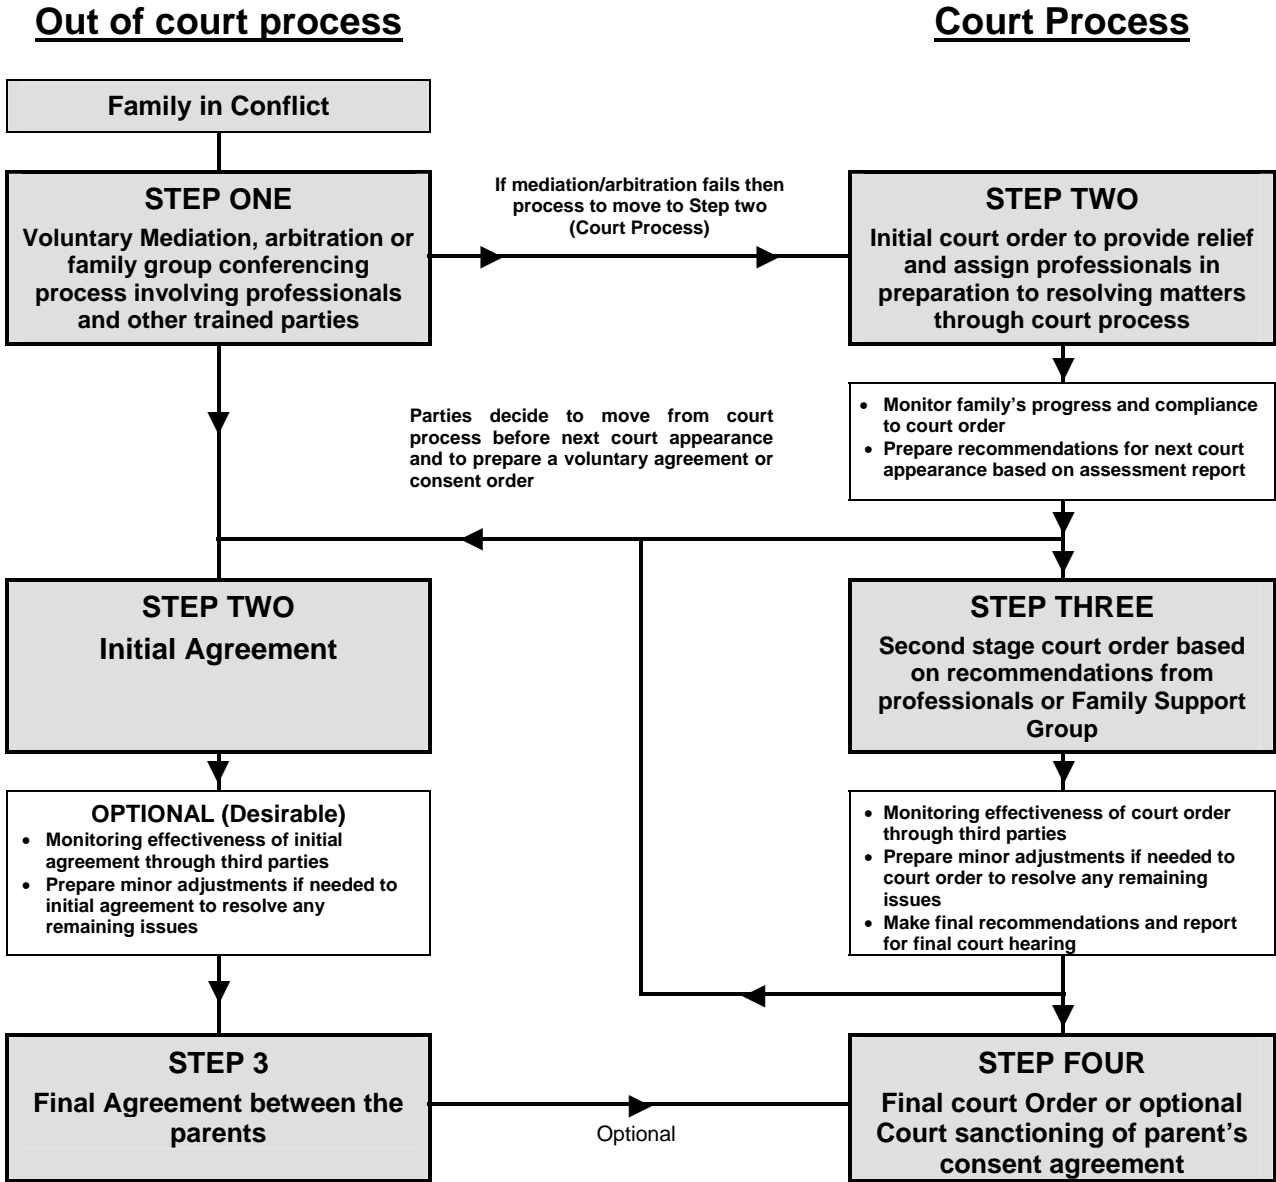 Out of court process
Court Process
Family in Conflict
STEP ONE
Voluntary Mediation, arbitration or
family group conferencing
process involving professionals
and other trained parties
If mediation/arbitration fails then
process to move to Step two
(Court Process)
STEP TWO
Initial court order to provide relief
and assign professionals in
preparation to resolving matters
through court process
Parties decide to move from court
process before next court appearance
and to prepare a voluntary agreement or
consent order
• Monitor family’s progress and compliance
to court order
• Prepare recommendations for next court
appearance based on assessment report
STEP TWO
Initial Agreement
STEP THREE
Second stage court order based
on recommendations from
professionals or Family Support
Group
OPTIONAL (Desirable)
• Monitoring effectiveness of initial
agreement through third parties
• Prepare minor adjustments if needed to
initial agreement to resolve any
remaining issues
• Monitoring effectiveness of court order
through third parties
• Prepare minor adjustments if needed to
court order to resolve any remaining
issues
• Make final recommendations and report
for final court hearing
STEP 3
Final Agreement between the
parents
Optional
STEP FOUR
Final court Order or optional
Court sanctioning of parent’s
consent agreement